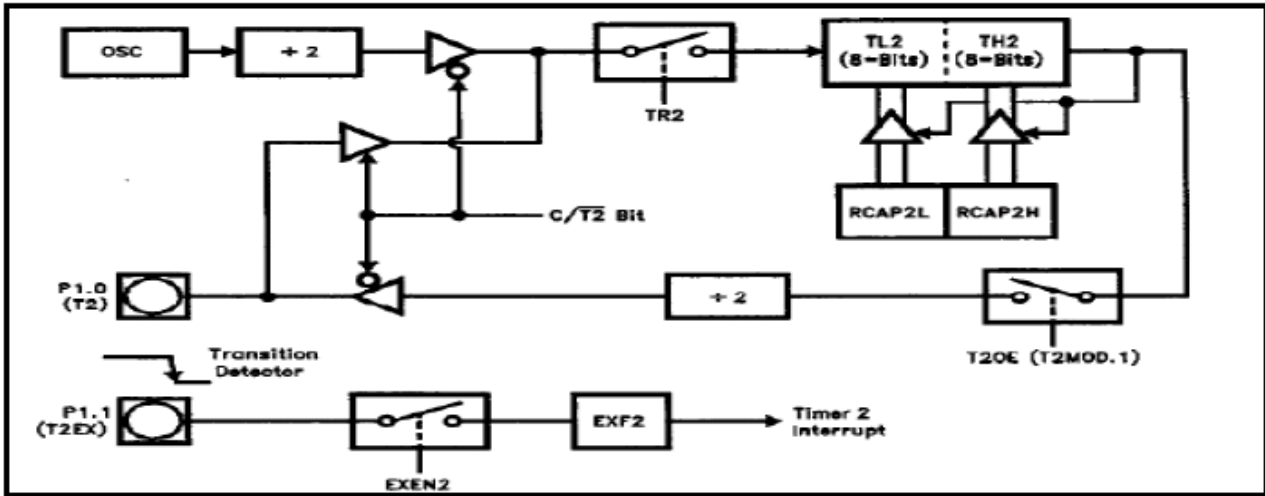 OSC
÷ 2
TR2
TL2
(8-Bits)
TH2
(8-Bits)
RCAP2L
RCAP2H
C/T2 Bit
P1.0
(T2)
÷ 2
T2OE (T2MOD.1)
Transition
Detector
P1.1
(T2EX)
EXEN2
EXF2
Timer 2
Interrupt